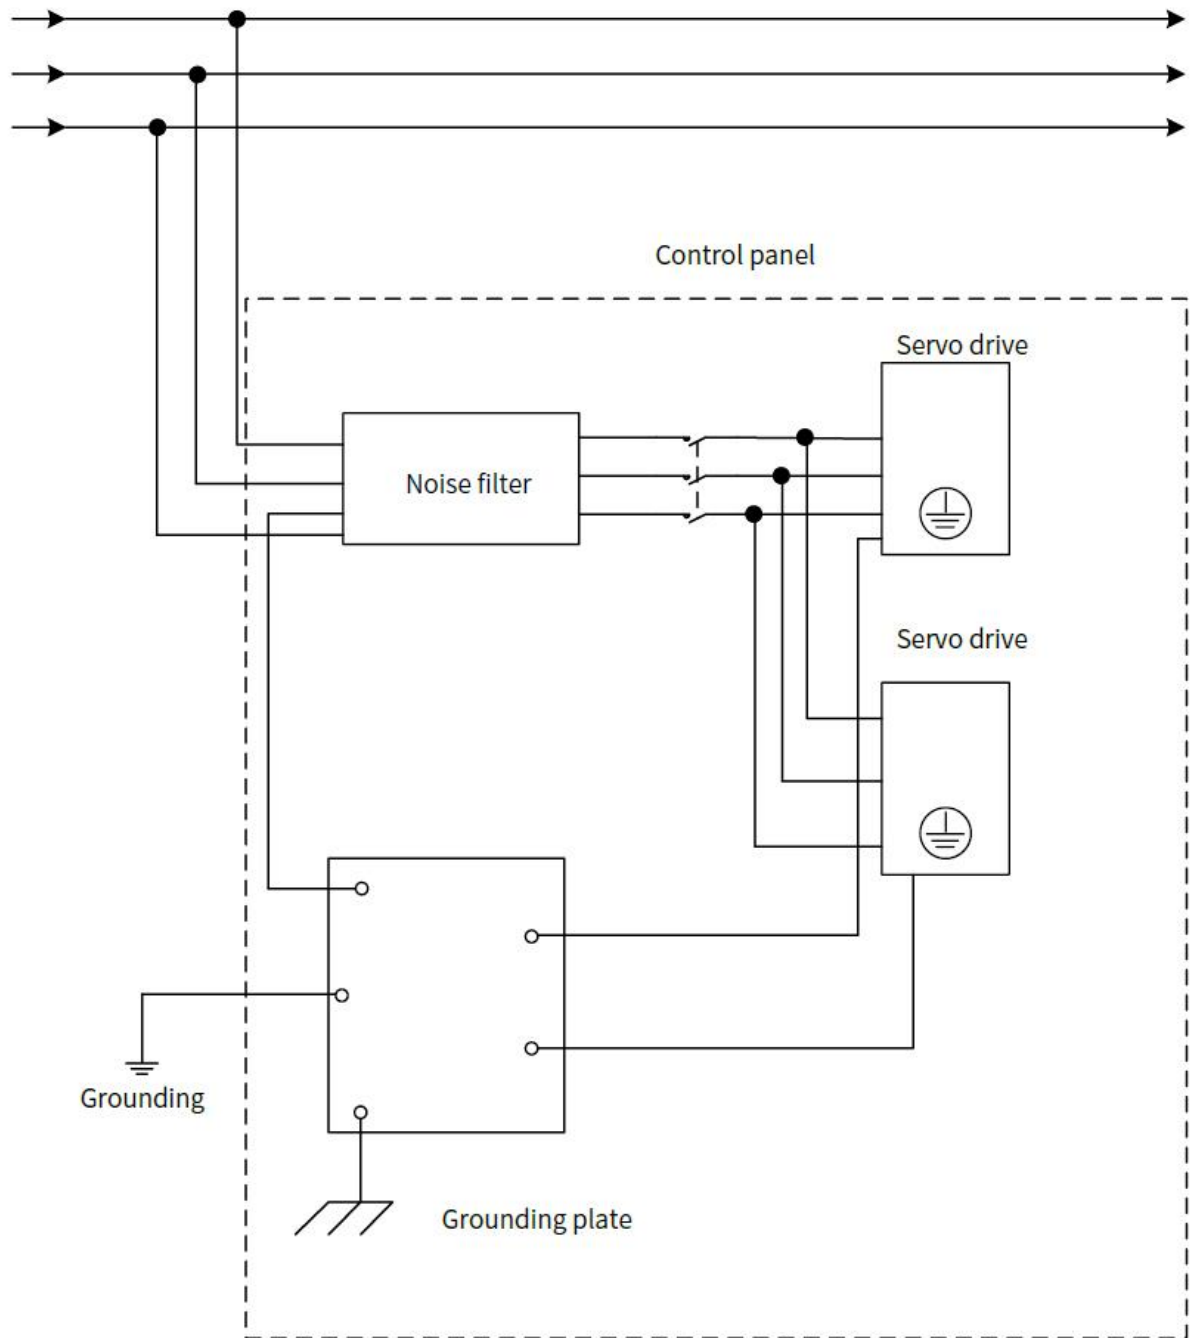 Control panel
Servo drive
Noise filter
Servo drive
Grounding
Grounding plate